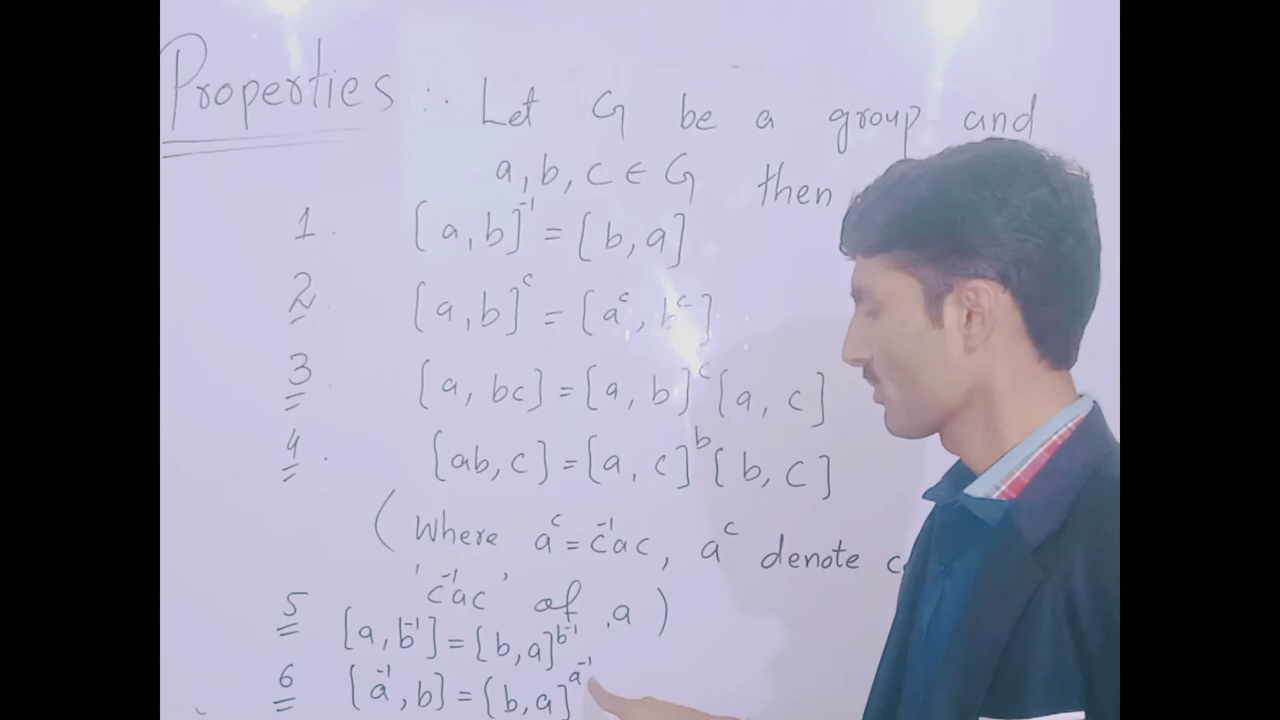 Properties :- Let G be a group and
a, b, c ∈ G then
1. [a, b]⁻¹ = [b, a]
2. [a, b]ᶜ = [aᶜ, bᶜ]
3. [a, bc] = [a, b]ᶜ [a, c]
4. [ab, c] = [a, c]ᵇ [b, c]
(Where aᶜ = c⁻¹ac, aᶜ denote
'c⁻¹ac' of a)
5 [a, b⁻¹] = [b, a]ᵇ⁻¹
6 [a⁻¹, b] = [b, a]ᵃ⁻¹